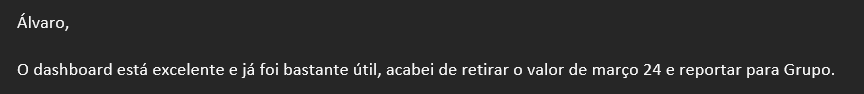 Álvaro,
O dashboard está excelente e já foi bastante útil, acabei de retirar o valor de março 24 e reportar para Grupo.